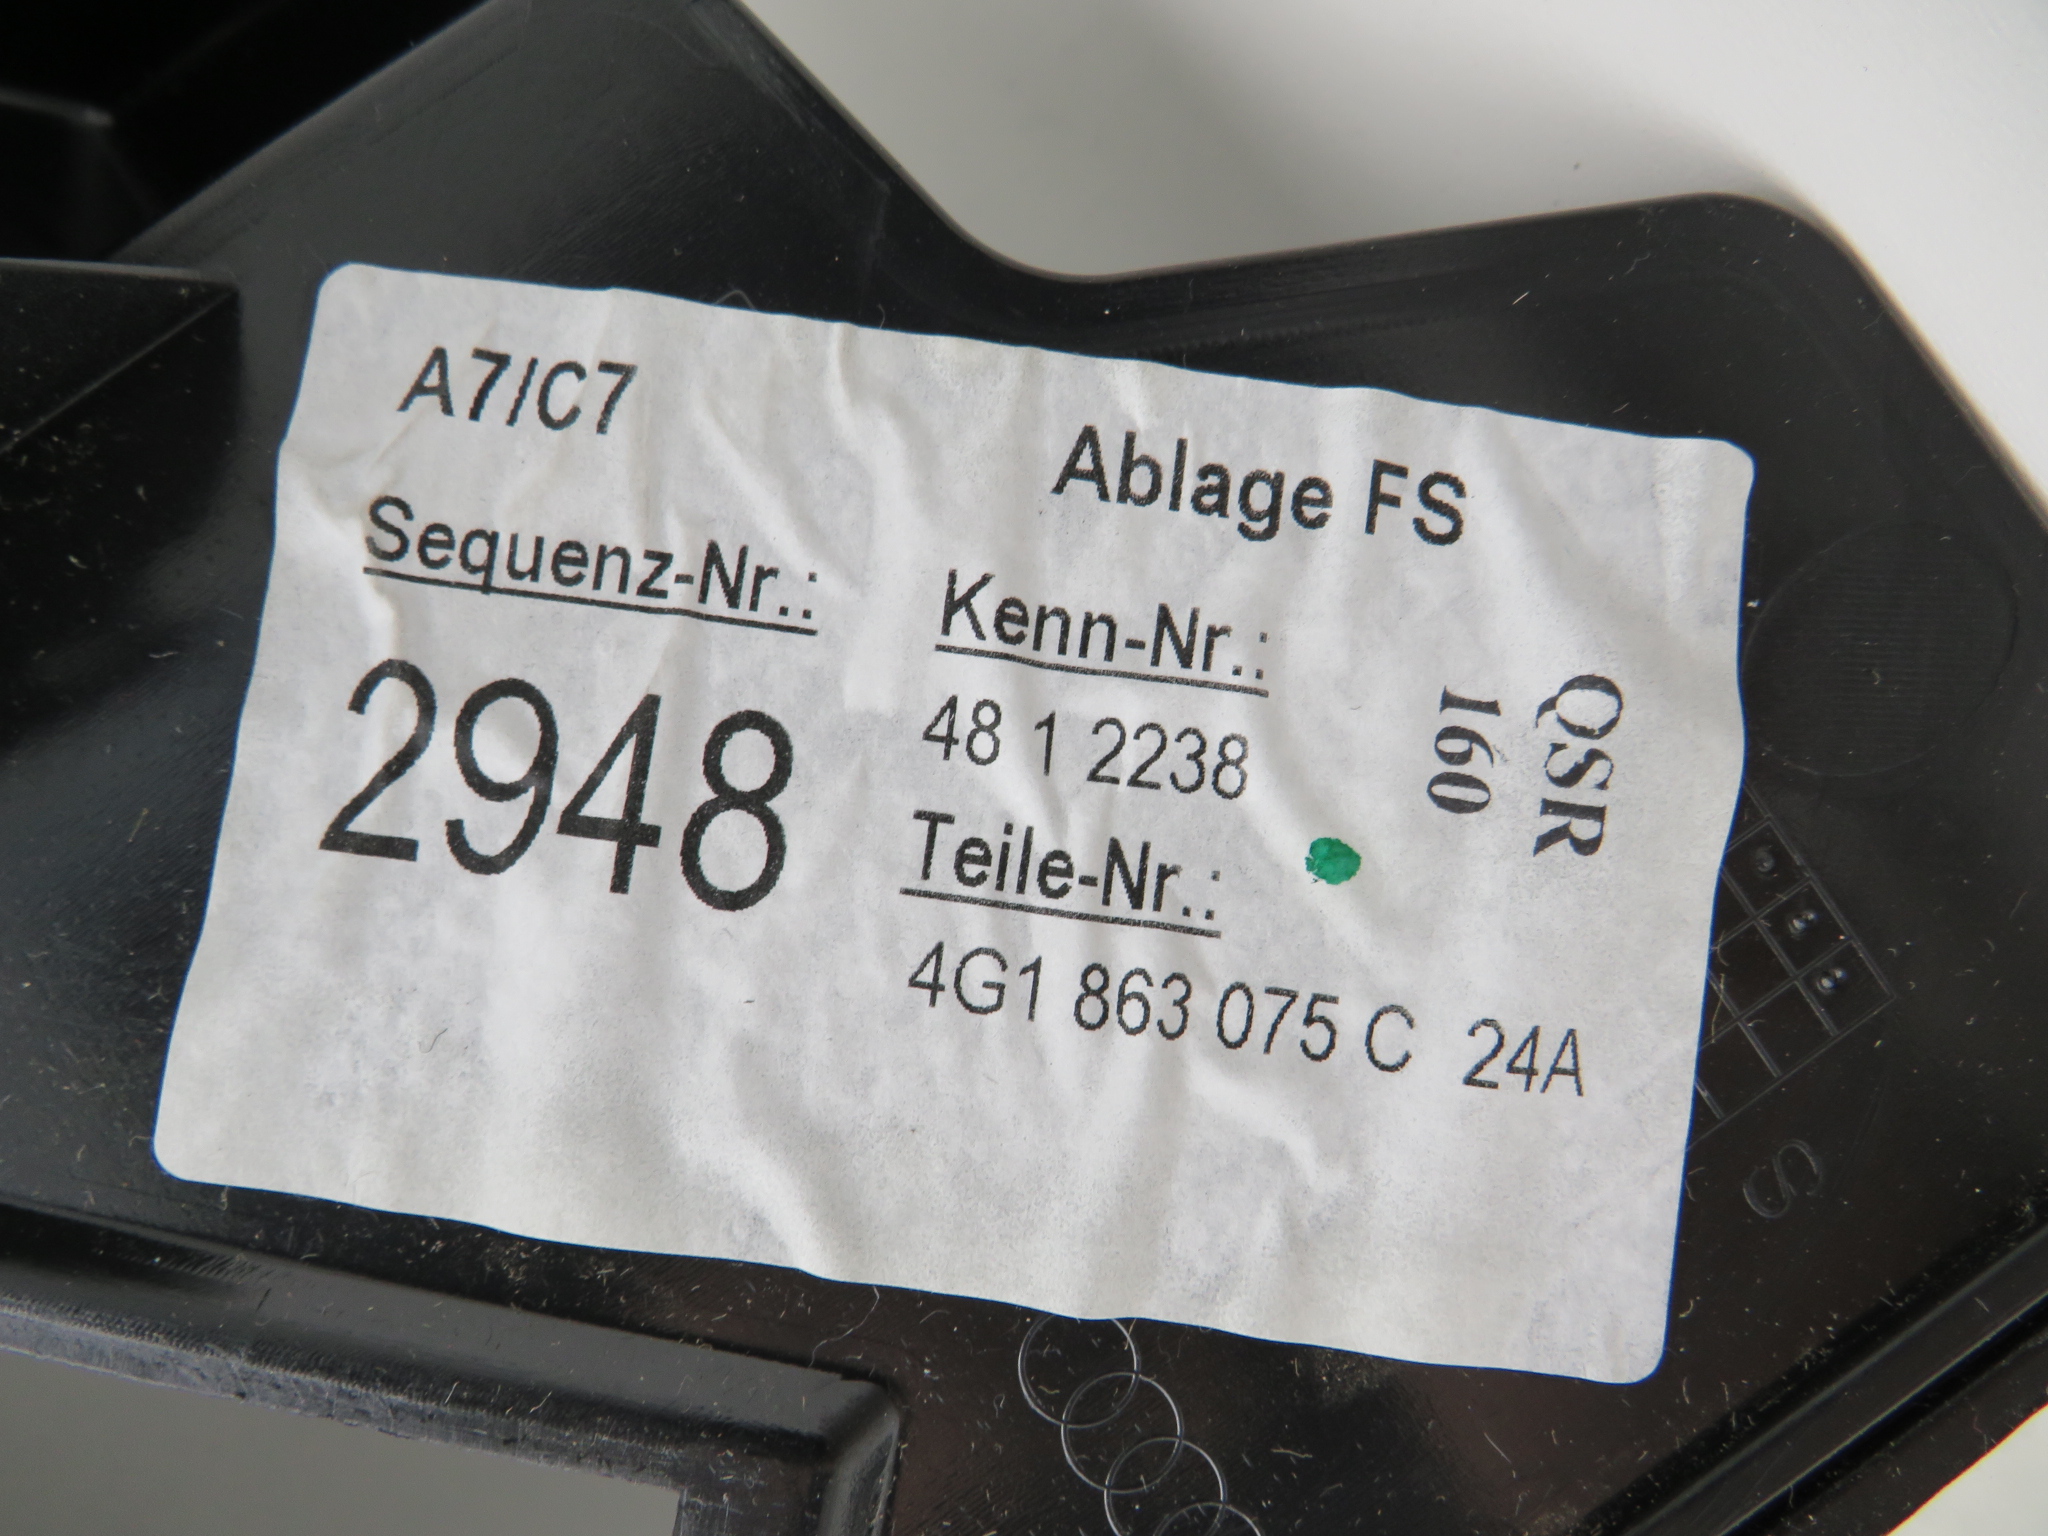 A7/C7
Ablage FS
Sequenz-Nr.:
2948
Kenn-Nr.:
48 1 2238
Teile-Nr.:
4G1 863 075 C 24A
QSR
160
S